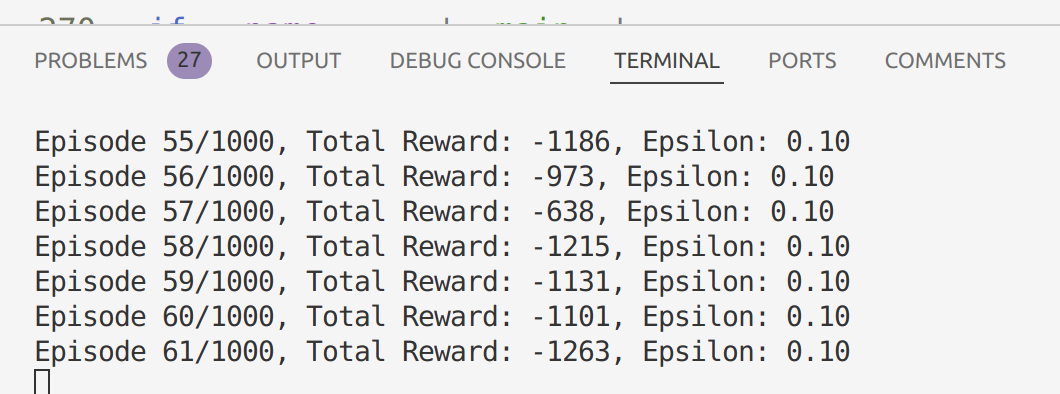 PROBLEMS 27 OUTPUT DEBUG CONSOLE TERMINAL PORTS COMMENTS
Episode 55/1000, Total Reward: -1186, Epsilon: 0.10
Episode 56/1000, Total Reward: -973, Epsilon: 0.10
Episode 57/1000, Total Reward: -638, Epsilon: 0.10
Episode 58/1000, Total Reward: -1215, Epsilon: 0.10
Episode 59/1000, Total Reward: -1131, Epsilon: 0.10
Episode 60/1000, Total Reward: -1101, Epsilon: 0.10
Episode 61/1000, Total Reward: -1263, Epsilon: 0.10